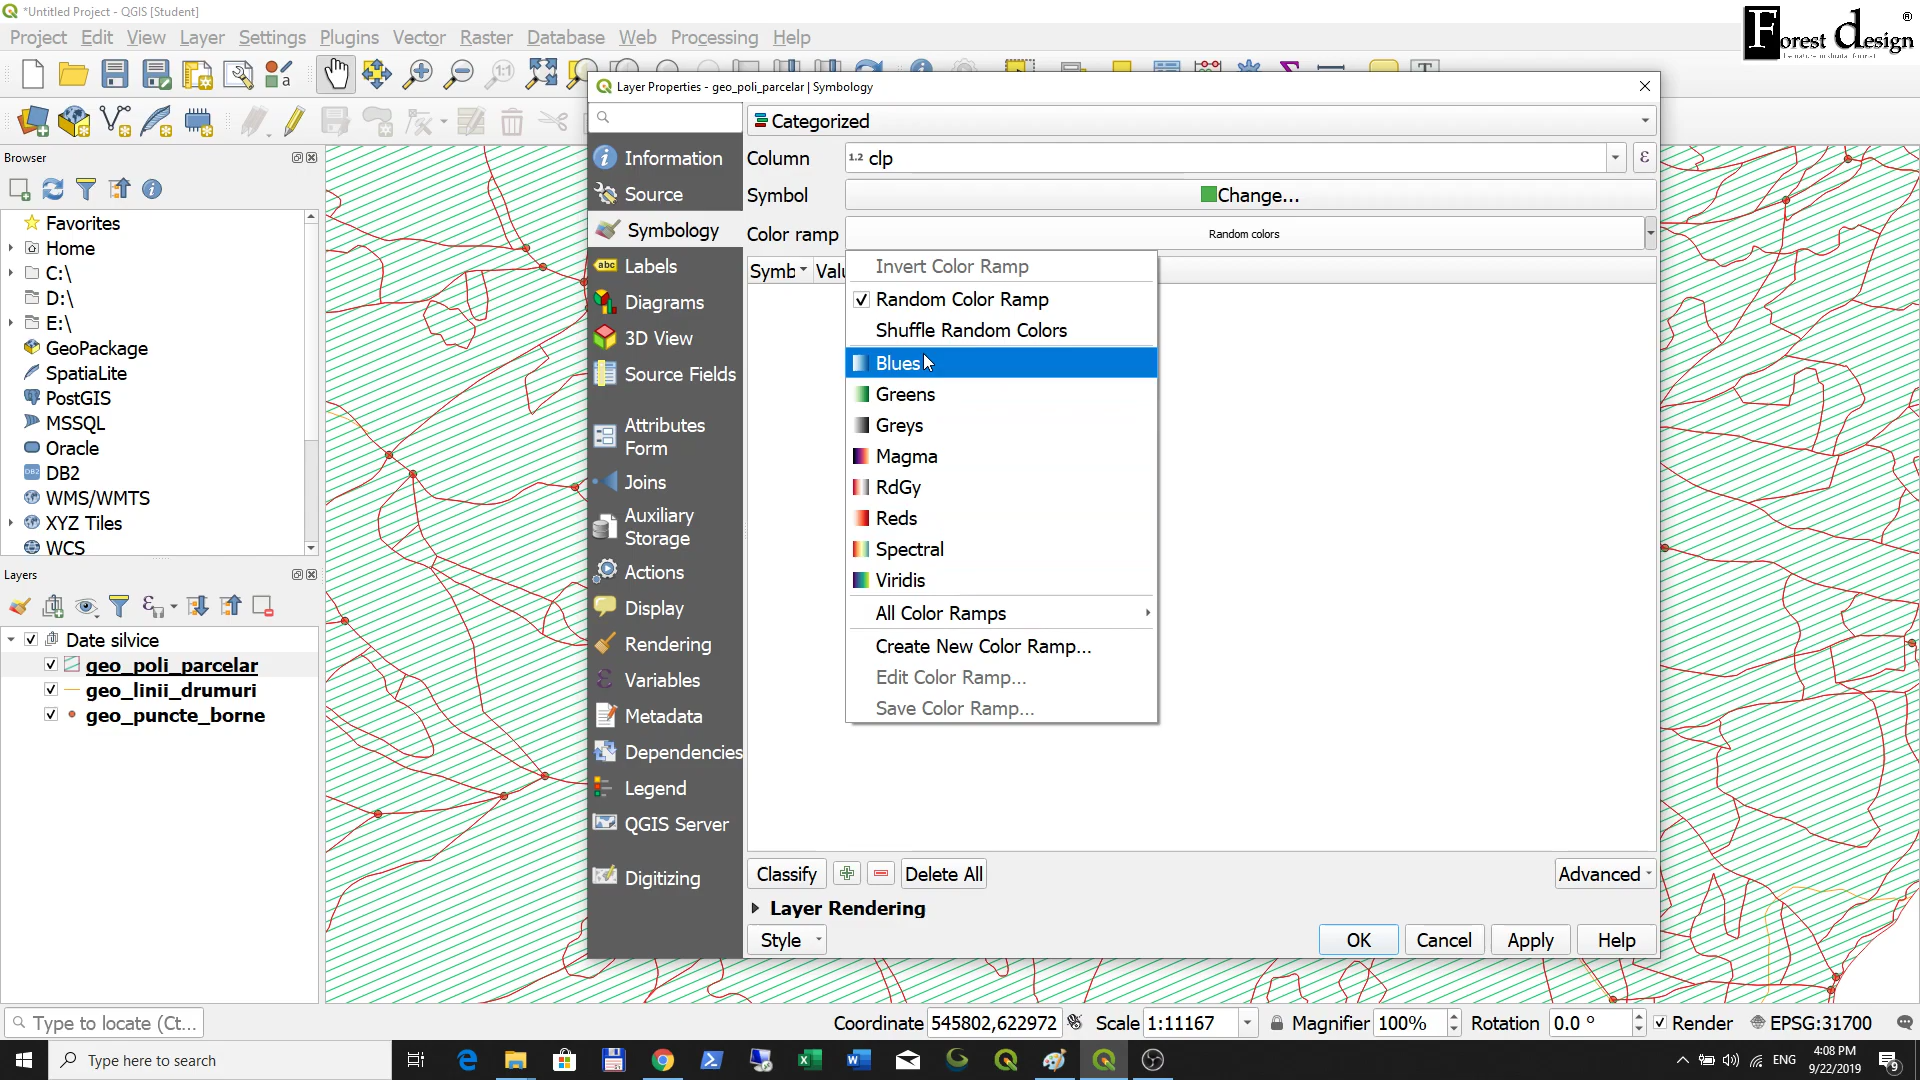 *Untitled Project - QGIS [Student]
Forest design ®
Project Edit View Layer Settings Plugins Vector Raster Database Web Processing Help
Layer Properties - geo_poli_parcelar | Symbology
Categorized
Column 1.2 clp ε
Symbol Change...
Color ramp Random colors
Symb Valu
Information
Source
Symbology
abc Labels
Diagrams
3D View
Source Fields
Attributes
Form
Joins
Auxiliary
Storage
Actions
Display
Rendering
Variables
Metadata
Dependencies
Legend
QGIS Server
Digitizing
Invert Color Ramp
Random Color Ramp
Shuffle Random Colors
Blues
Greens
Greys
Magma
RdGy
Reds
Spectral
Viridis
All Color Ramps
Create New Color Ramp...
Edit Color Ramp...
Save Color Ramp...
Classify Delete All Advanced
Layer Rendering
Style OK Cancel Apply Help
Browser
Favorites
Home
C:\
D:\
E:\
GeoPackage
SpatiaLite
PostGIS
MSSQL
Oracle
DB2
WMS/WMTS
XYZ Tiles
WCS
Layers
Date silvice
geo_poli_parcelar
geo_linii_drumuri
geo_puncte_borne
Type to locate (Ct... Coordinate 545802,622972 Scale 1:11167 Magnifier 100% Rotation 0.0 ° Render EPSG:31700
Type here to search ENG 4:08 PM
9/22/2019 9